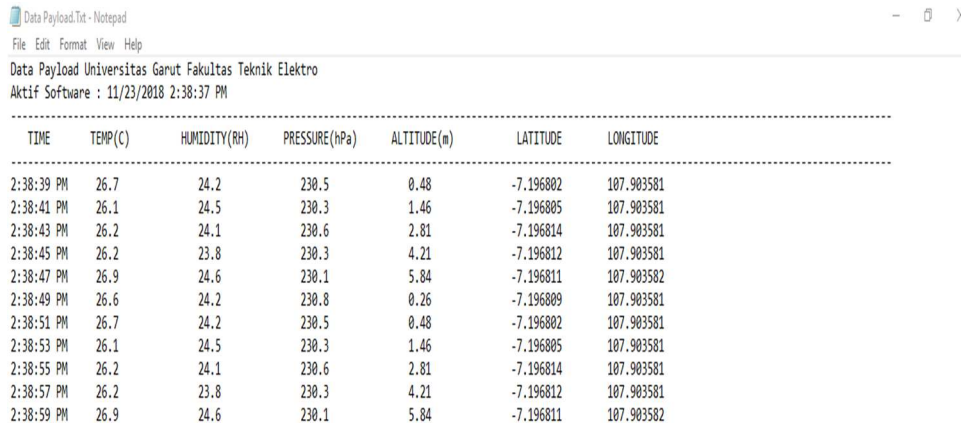 Data Payload.Txt - Notepad
File Edit Format View Help
Data Payload Universitas Garut Fakultas Teknik Elektro
Aktif Software : 11/23/2018 2:38:37 PM
TIME TEMP(C) HUMIDITY(RH) PRESSURE(hPa) ALTITUDE(m) LATITUDE LONGITUDE
2:38:39 PM 26.7 24.2 230.5 0.48 -7.196802 107.903581
2:38:41 PM 26.1 24.5 230.3 1.46 -7.196805 107.903581
2:38:43 PM 26.2 24.1 230.6 2.81 -7.196814 107.903581
2:38:45 PM 26.2 23.8 230.3 4.21 -7.196812 107.903581
2:38:47 PM 26.9 24.6 230.1 5.84 -7.196811 107.903582
2:38:49 PM 26.6 24.2 230.8 0.26 -7.196809 107.903581
2:38:51 PM 26.7 24.2 230.5 0.48 -7.196802 107.903581
2:38:53 PM 26.1 24.5 230.3 1.46 -7.196805 107.903581
2:38:55 PM 26.2 24.1 230.6 2.81 -7.196814 107.903581
2:38:57 PM 26.2 23.8 230.3 4.21 -7.196812 107.903581
2:38:59 PM 26.9 24.6 230.1 5.84 -7.196811 107.903582